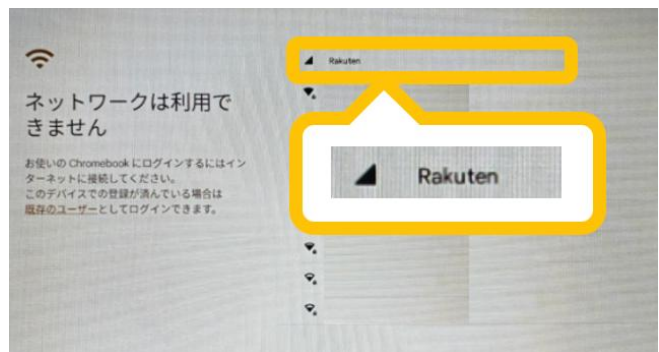 ネットワークは利用で
きません
お使いの Chromebook にログインするにはイン
ターネットに接続してください。
このデバイスでの登録が済んでいる場合は
既存のユーザーとしてログインできます。
Rakuten
Rakuten